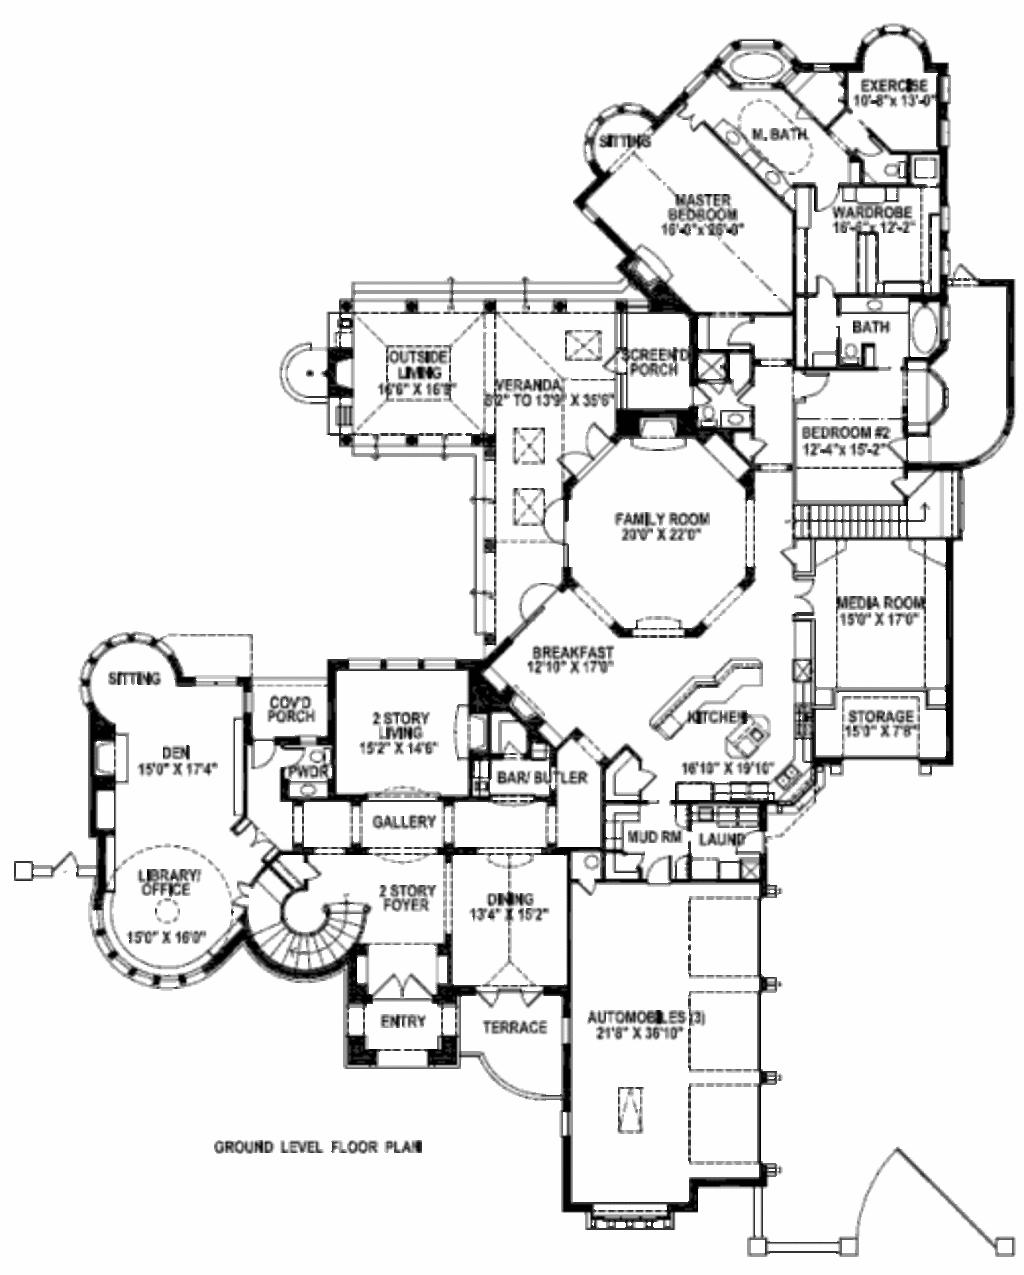 EXERCISE
10'-8"x 13'-0"
M. BATH
SITTING
MASTER
BEDROOM
16'-0"x 26'-0"
WARDROBE
16'-6"x 12'-2"
BATH
OUTSIDE
LIVING
16'6" X 16'9"
VERANDA
8'2" TO 13'9" X 35'6"
SCREEN'D
PORCH
BEDROOM #2
12'-4"x 15'-2"
FAMILY ROOM
20'0" X 22'0"
MEDIA ROOM
15'0" X 17'0"
BREAKFAST
12'10" X 17'0"
SITTING
COV'D
PORCH
2 STORY
LIVING
15'2" X 14'6"
KITCHEN
16'10" X 19'10"
STORAGE
15'0" X 7'8"
DEN
15'0" X 17'4"
PWDR
BAR/ BUTLER
GALLERY
MUD RM
LAUND
LIBRARY/
OFFICE
15'0" X 16'0"
2 STORY
FOYER
DINING
13'4" X 15'2"
ENTRY
TERRACE
AUTOMOBILES (3)
21'8" X 36'10"
GROUND LEVEL FLOOR PLAN